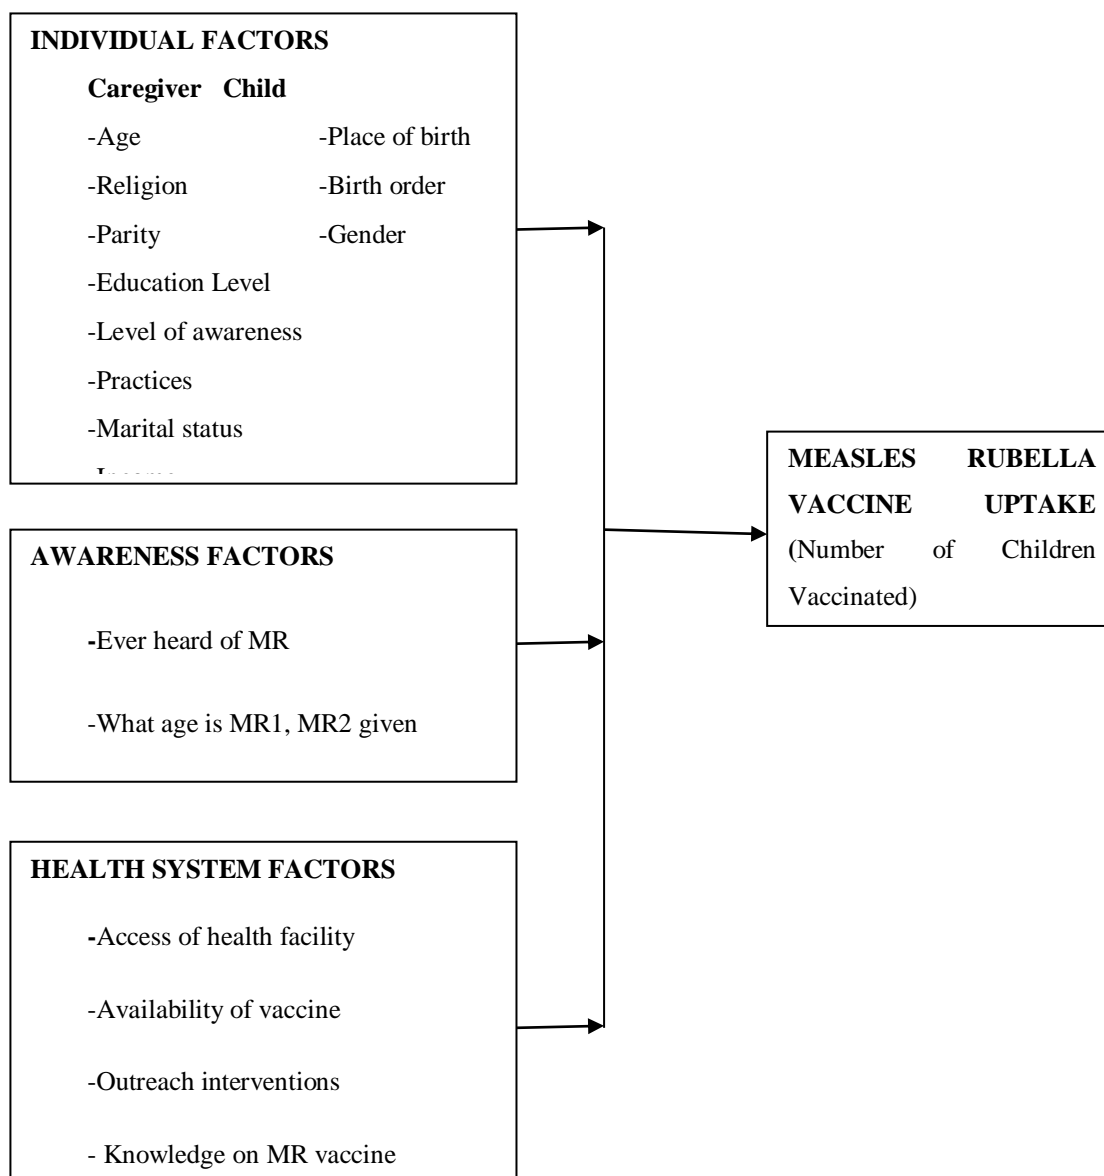 INDIVIDUAL FACTORS
Caregiver Child
-Age -Place of birth
-Religion -Birth order
-Parity -Gender
-Education Level
-Level of awareness
-Practices
-Marital status
MEASLES RUBELLA
VACCINE UPTAKE
(Number of Children
Vaccinated)
AWARENESS FACTORS
-Ever heard of MR
-What age is MR1, MR2 given
HEALTH SYSTEM FACTORS
-Access of health facility
-Availability of vaccine
-Outreach interventions
- Knowledge on MR vaccine